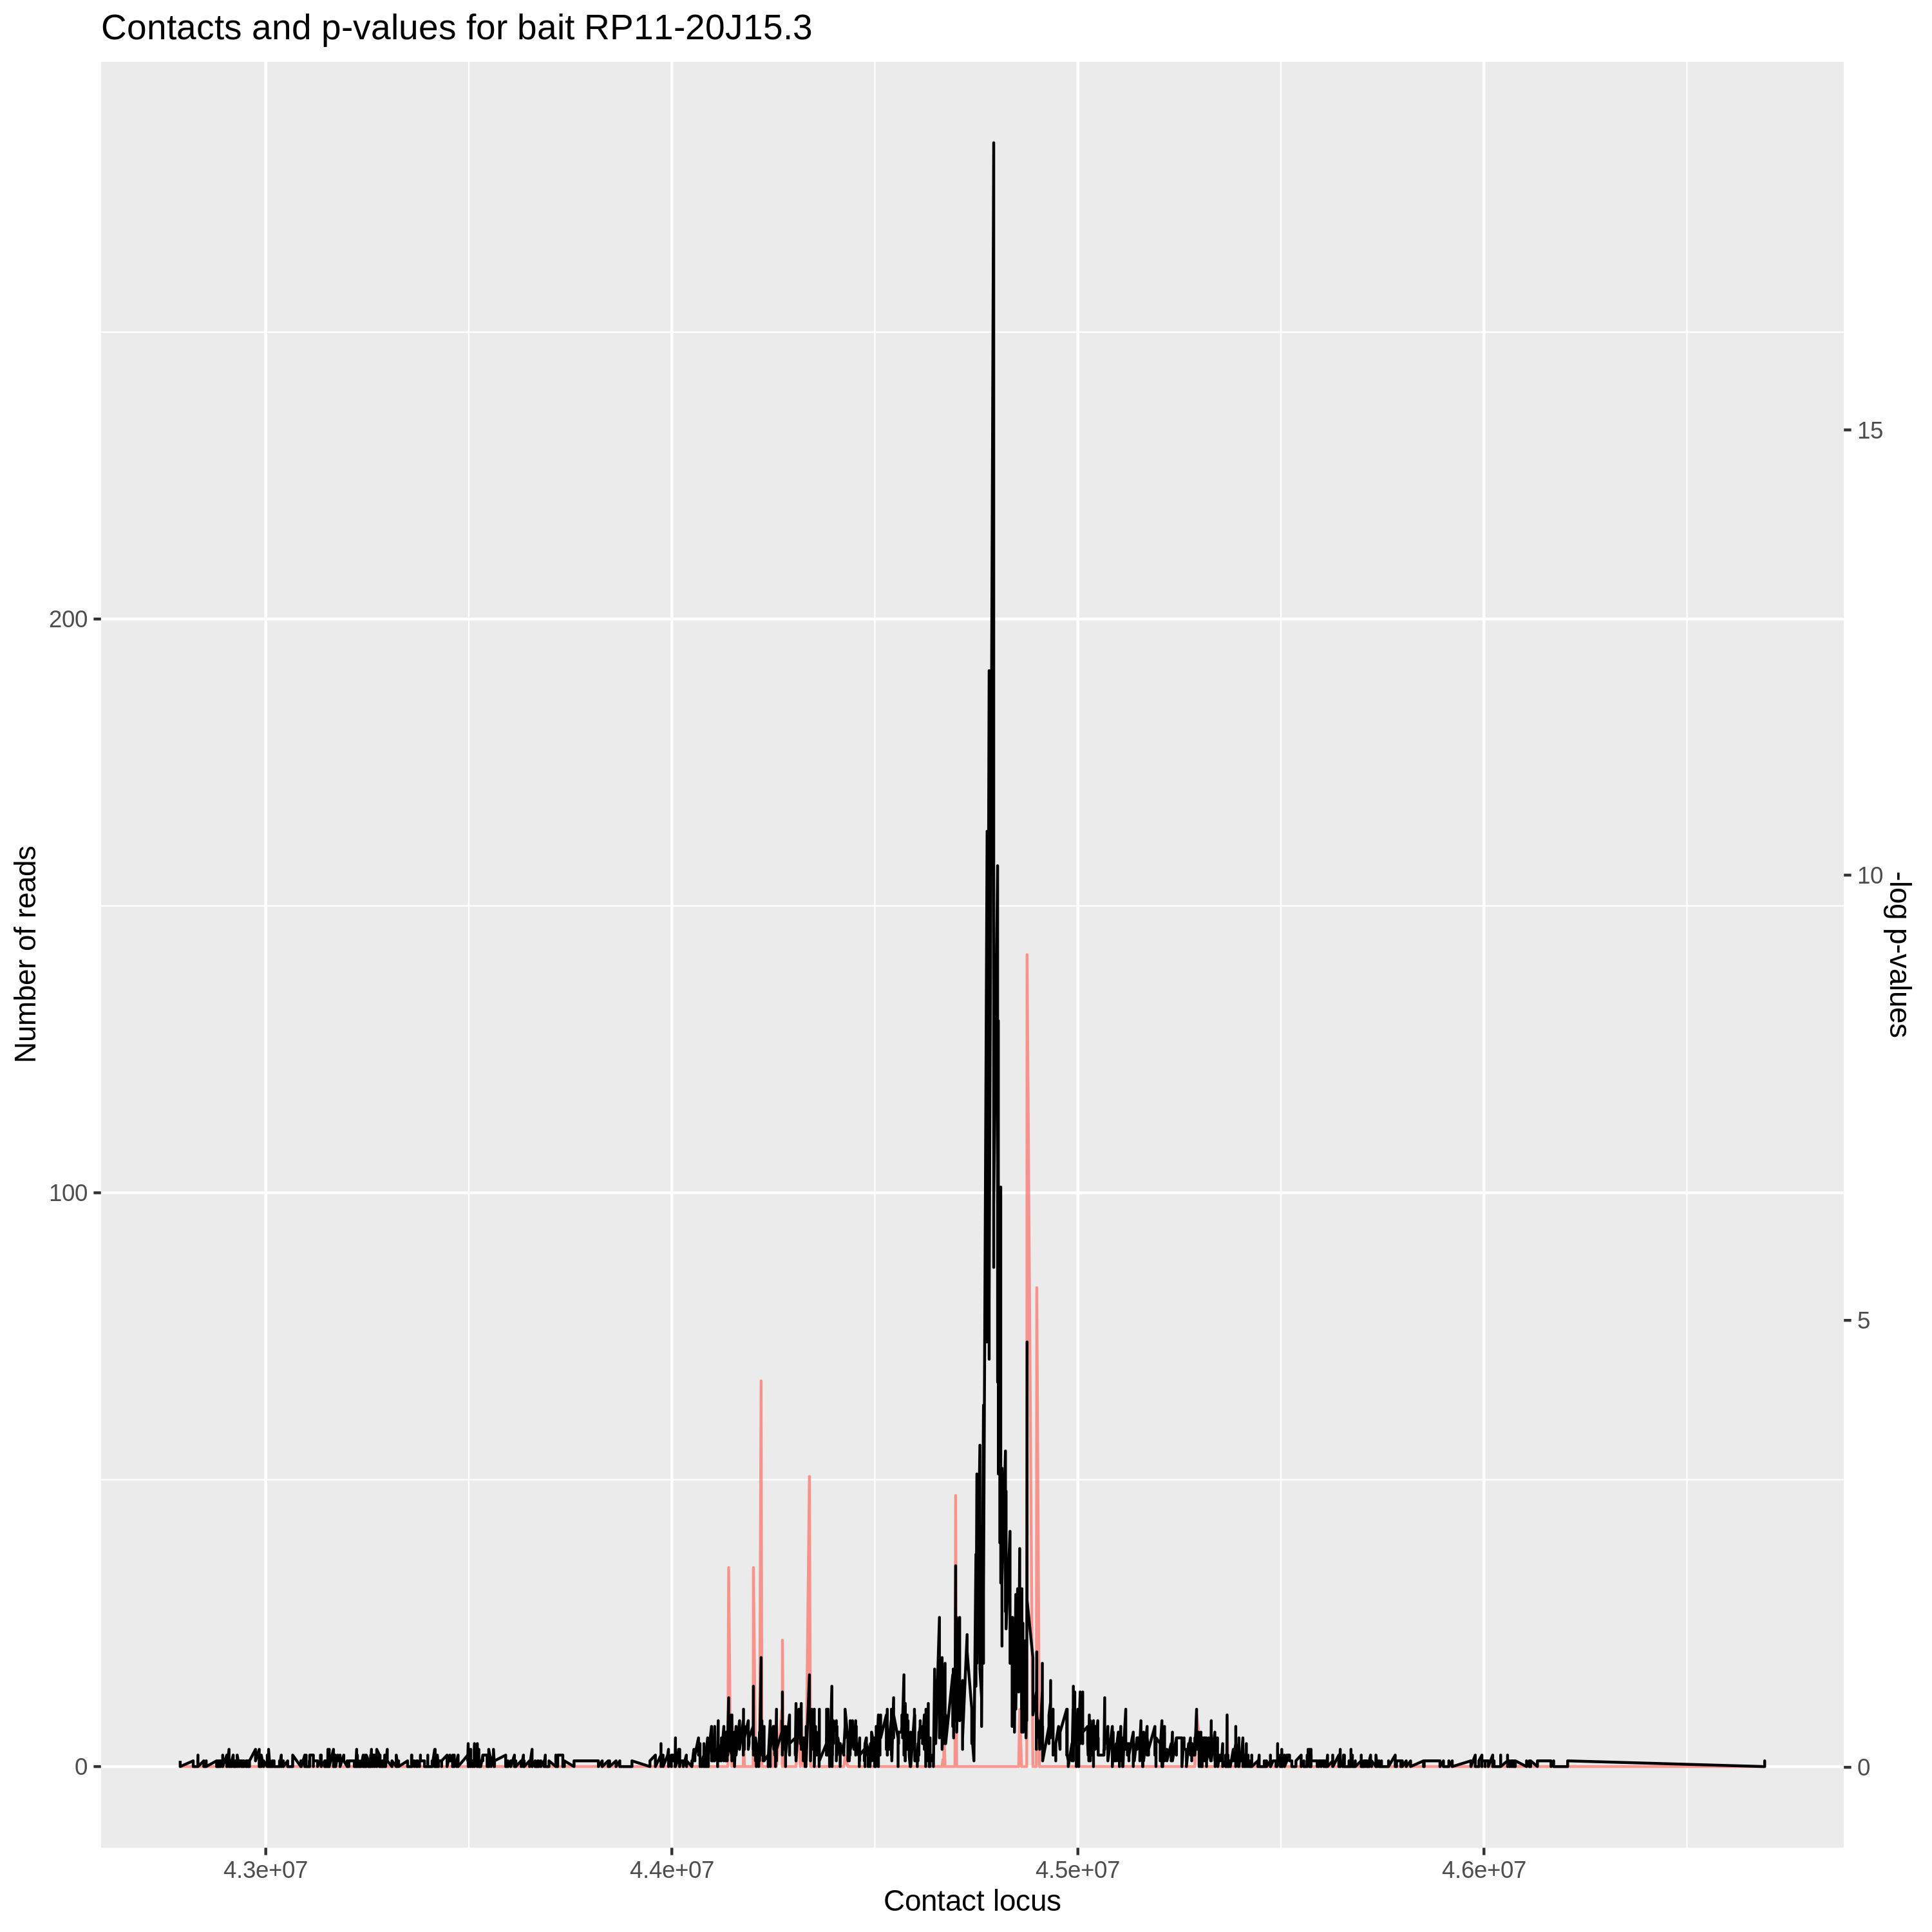 Contacts and p-values for bait RP11-20J15.3
Number of reads
200
100
0
15
10
5
0
-log p-values
4.3e+07
4.4e+07
4.5e+07
4.6e+07
Contact locus